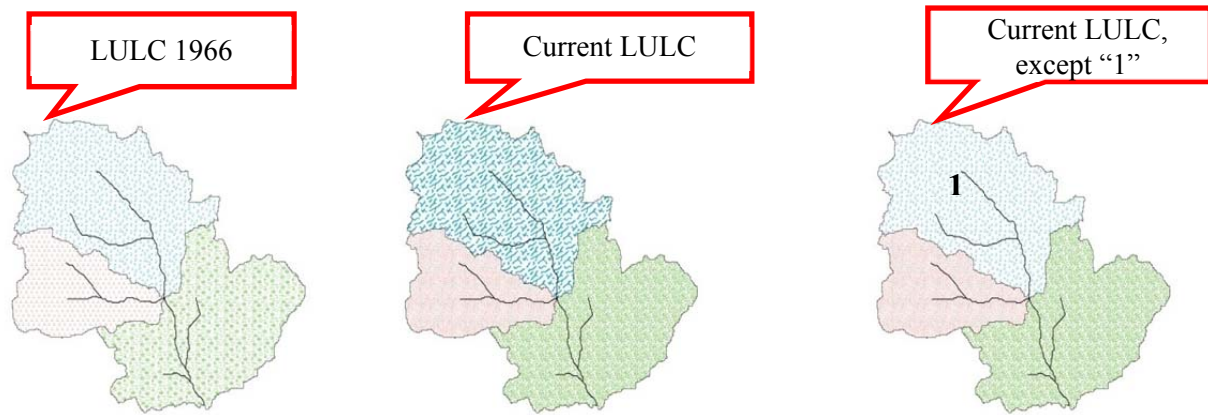 LULC 1966
Current LULC
Current LULC,
except “1”
1